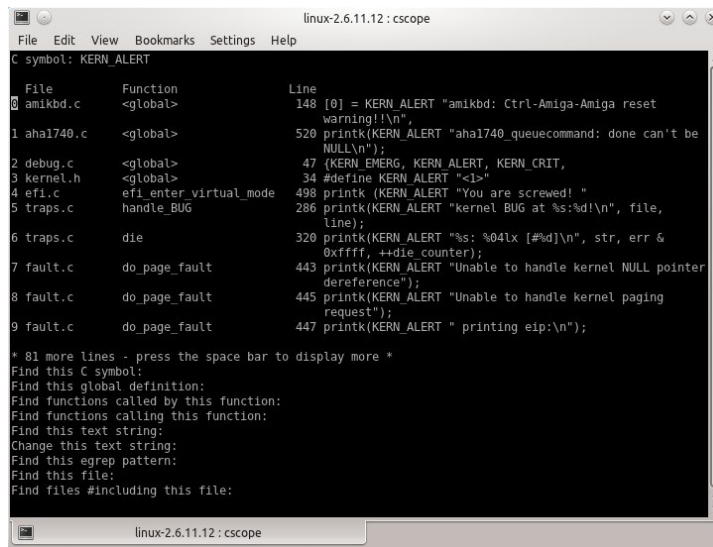 linux-2.6.11.12 : cscope
File Edit View Bookmarks Settings Help
C symbol: KERN_ALERT
File Function Line
0 amikbd.c <global> 148 [0] = KERN_ALERT "amikbd: Ctrl-Amiga-Amiga reset
warning!!\n",
1 aha1740.c <global> 520 printk(KERN_ALERT "aha1740_queuecommand: done can't be
NULL\n");
2 debug.c <global> 47 {KERN_EMERG, KERN_ALERT, KERN_CRIT,
3 kernel.h <global> 34 #define KERN_ALERT "<1>"
4 efi.c efi_enter_virtual_mode 498 printk (KERN_ALERT "You are screwed! "
5 traps.c handle_BUG 286 printk(KERN_ALERT "kernel BUG at %s:%d!\n", file,
line);
6 traps.c die 320 printk(KERN_ALERT "%s: %04lx [#%d]\n", str, err &
0xffff, ++die_counter);
7 fault.c do_page_fault 443 printk(KERN_ALERT "Unable to handle kernel NULL pointer
dereference");
8 fault.c do_page_fault 445 printk(KERN_ALERT "Unable to handle kernel paging
request");
9 fault.c do_page_fault 447 printk(KERN_ALERT " printing eip:\n");
* 81 more lines - press the space bar to display more *
Find this C symbol:
Find this global definition:
Find functions called by this function:
Find functions calling this function:
Find this text string:
Change this text string:
Find this egrep pattern:
Find this file:
Find files #including this file:
linux-2.6.11.12 : cscope